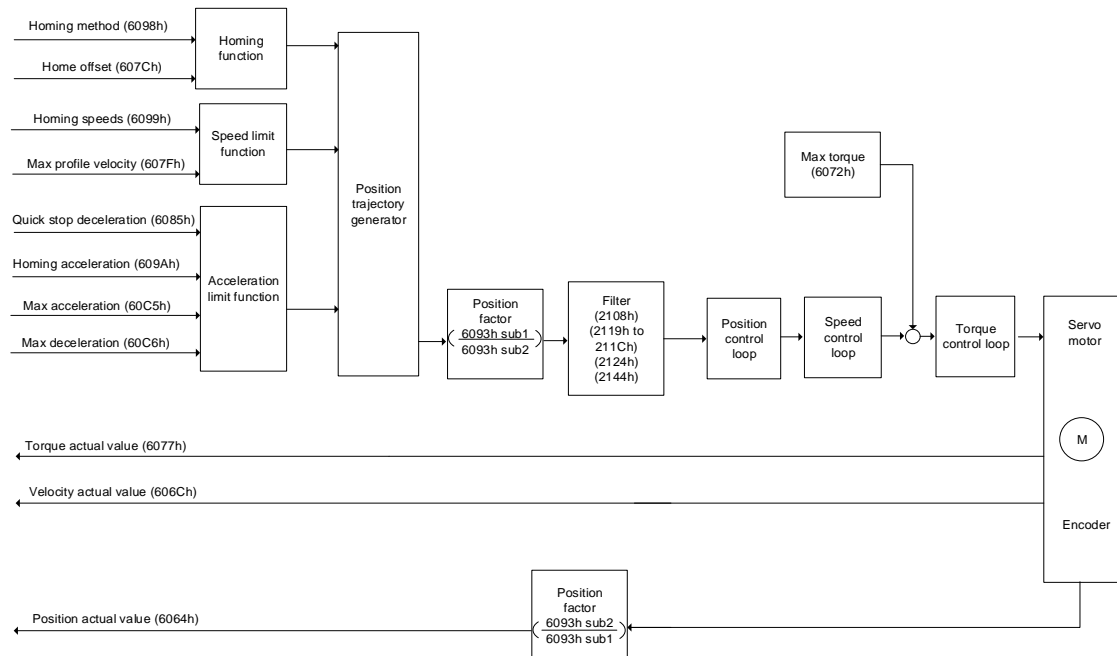 Homing method (6098h)
Home offset (607Ch)
Homing
function
Homing speeds (6099h)
Max profile velocity (607Fh)
Speed limit
function
Quick stop deceleration (6085h)
Homing acceleration (609Ah)
Max acceleration (60C5h)
Max deceleration (60C6h)
Acceleration
limit function
Position
trajectory
generator
Position
factor
( 6093h sub1 )
6093h sub2
Filter
(2108h)
(2119h to
211Ch)
(2124h)
(2144h)
Position
control
loop
Speed
control
loop
Max torque
(6072h)
Torque
control loop
Servo
motor
M
Encoder
Torque actual value (6077h)
Velocity actual value (606Ch)
Position actual value (6064h)
Position
factor
( 6093h sub2 )
6093h sub1